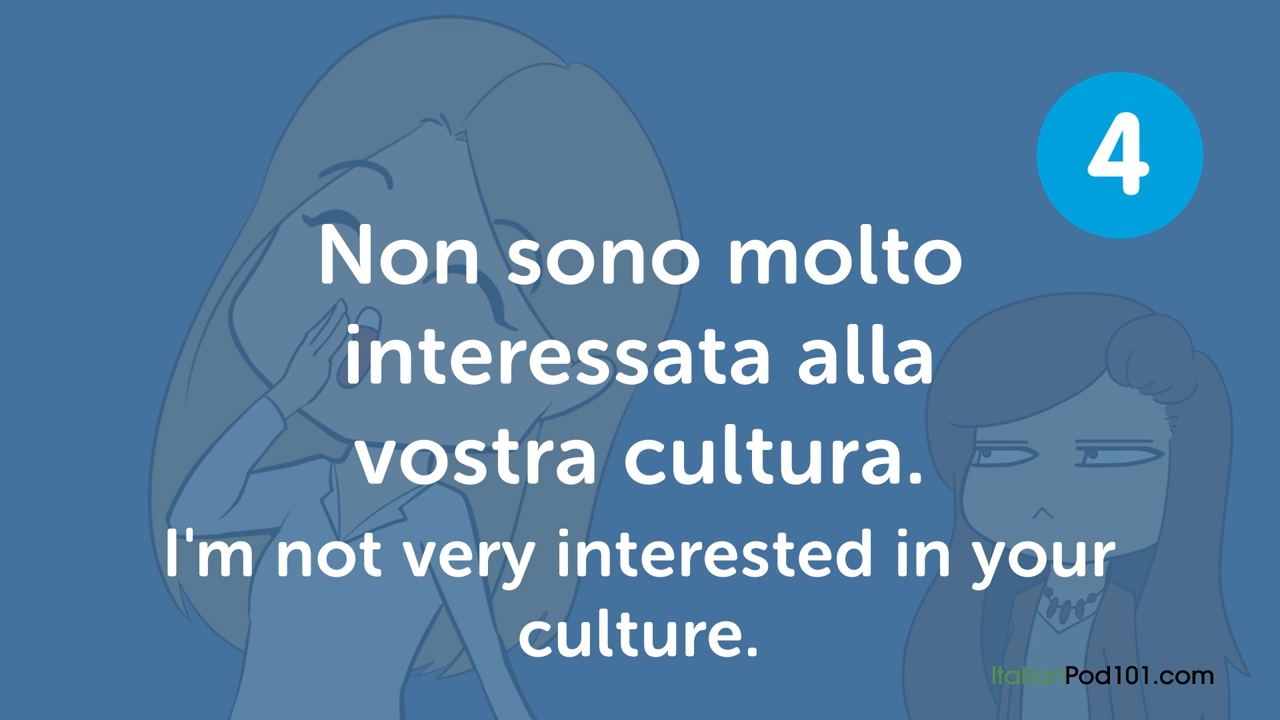 4
Non sono molto
interessata alla
vostra cultura.
I'm not very interested in your
culture.
ItalianPod101.com